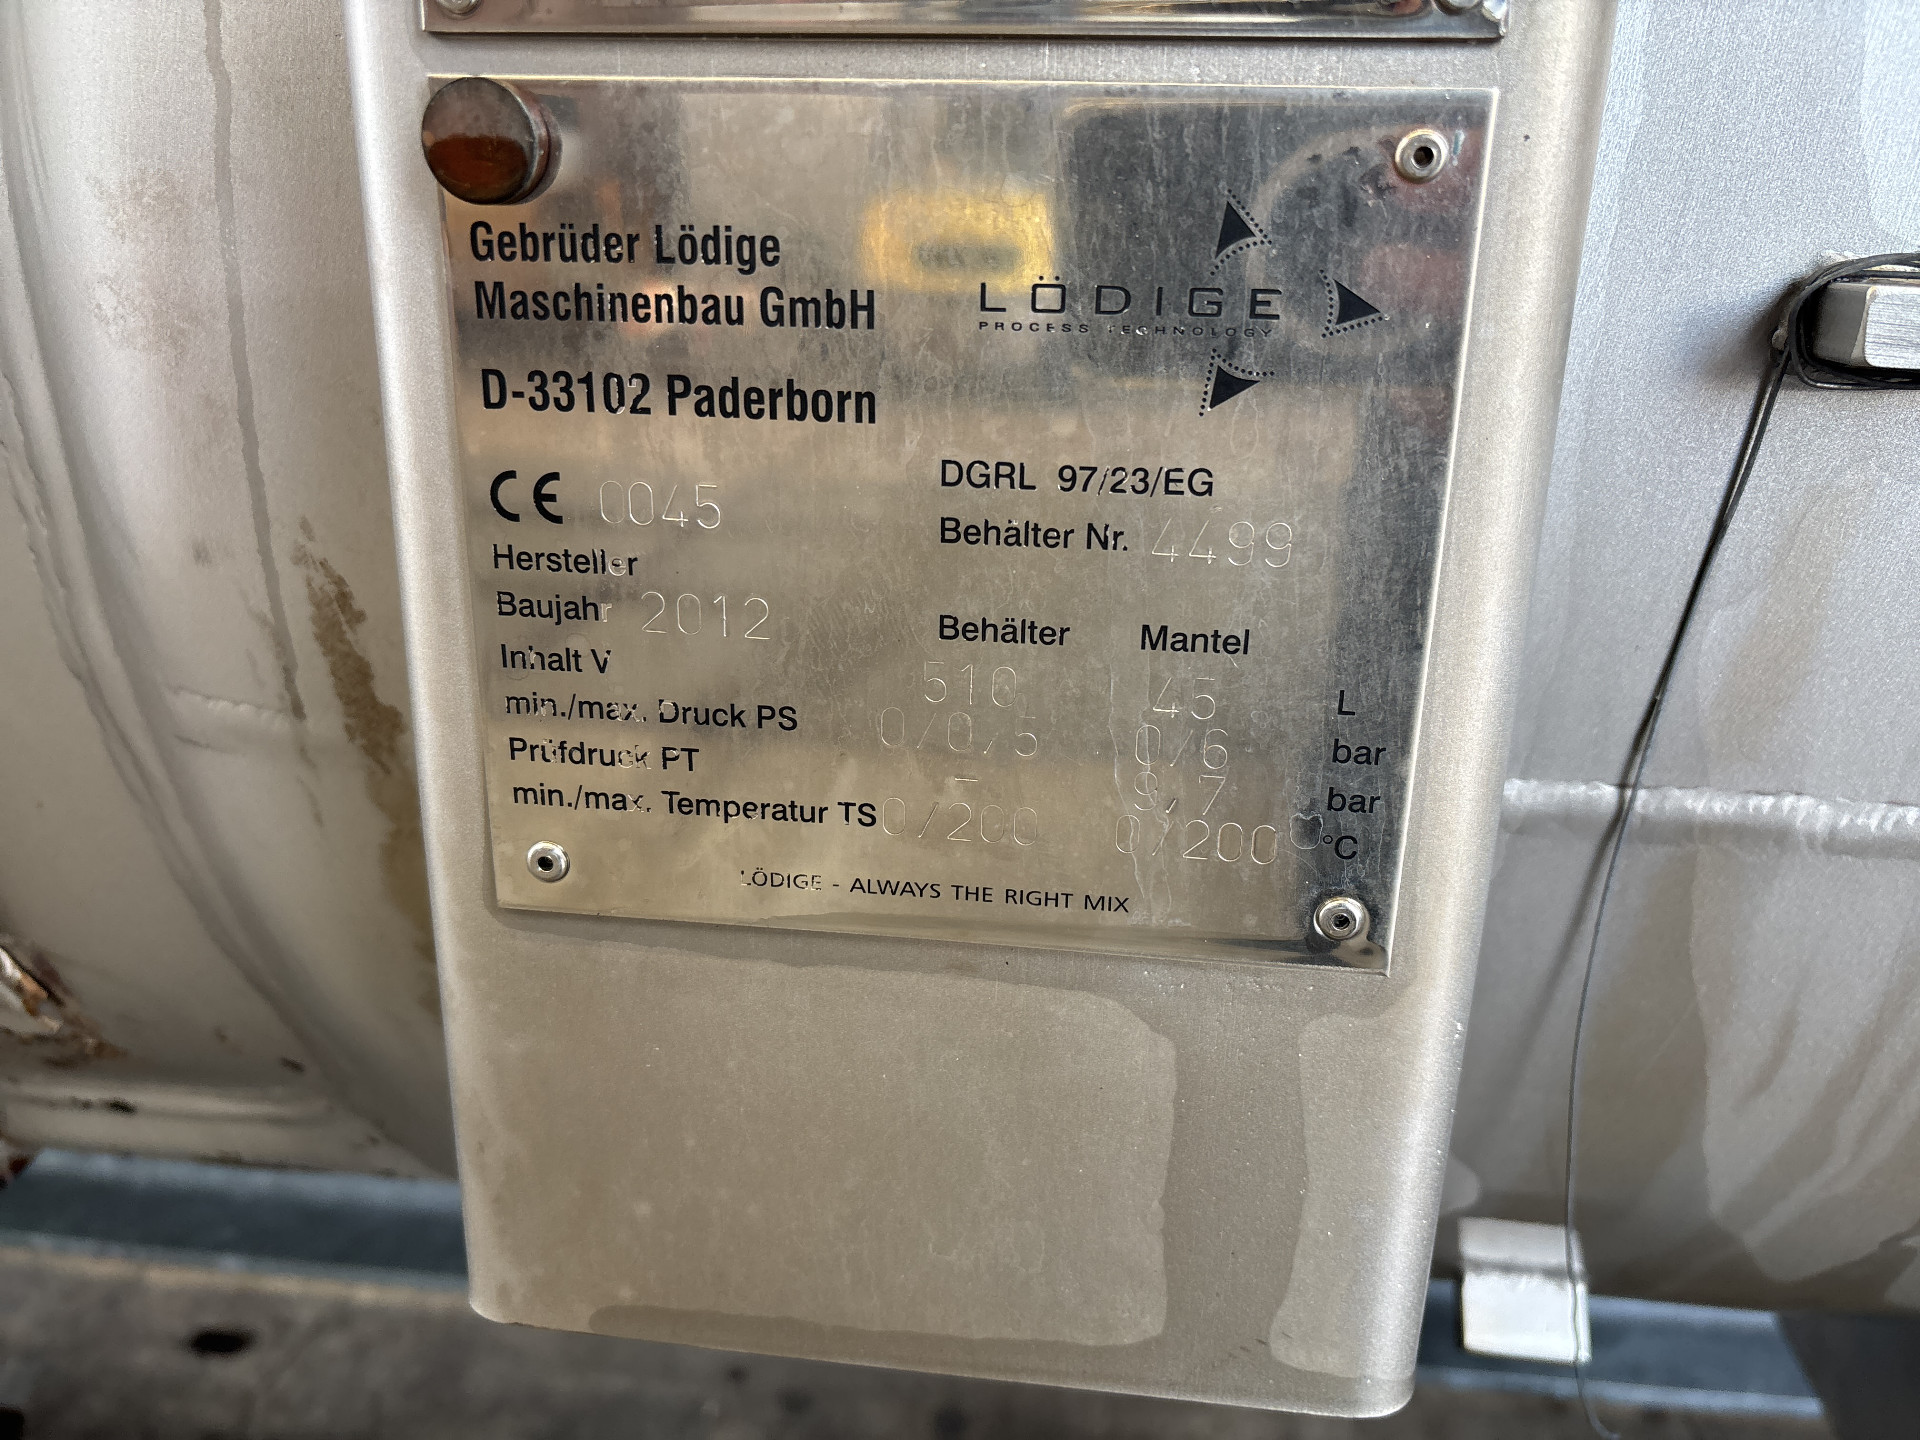 Gebrüder Lödige
Maschinenbau GmbH
LÖDIGE
PROCESS TECHNOLOGY
D-33102 Paderborn
CE 0045
DGRL 97/23/EG
Behälter Nr. 4499
Hersteller
Baujahr 2012
Behälter Mantel
Inhalt V 510 45 L
min./max. Druck PS 0/0/5 0/6 bar
Prüfdruck PT - 9,7 bar
min./max. Temperatur TS 0/200 0/200 °C
LÖDIGE - ALWAYS THE RIGHT MIX